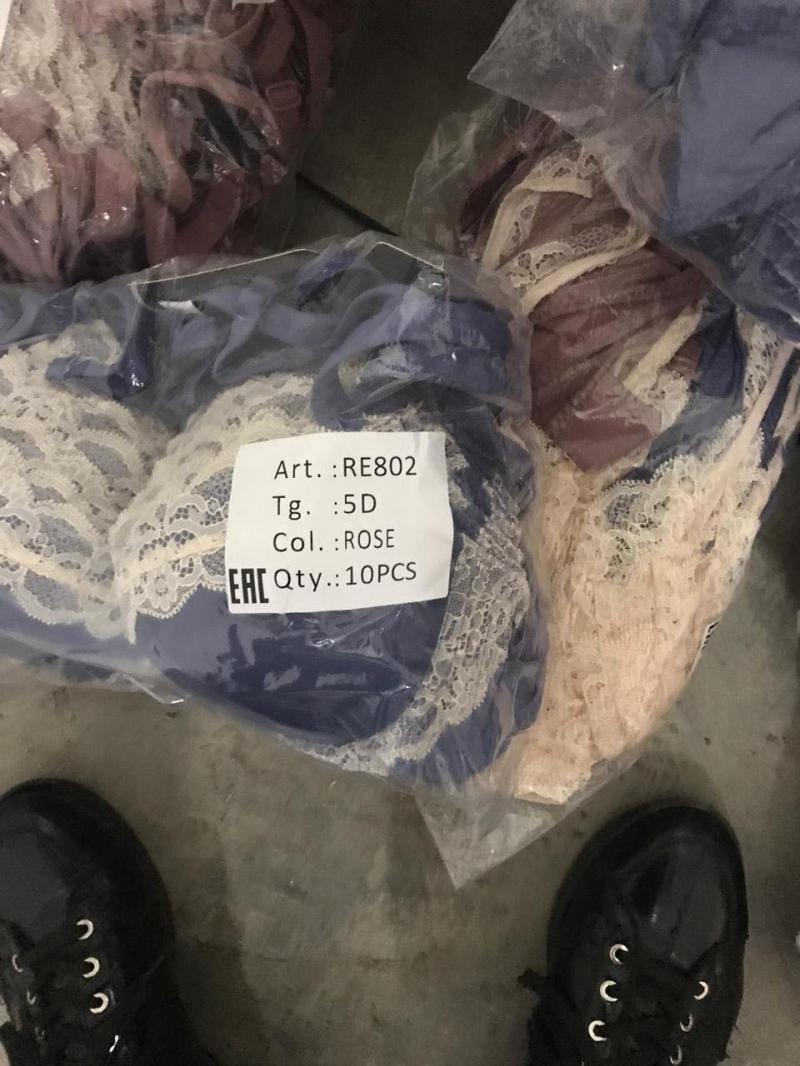 Art. :RE802
Tg. :5D
Col. :ROSE
EAC Qty.:10PCS